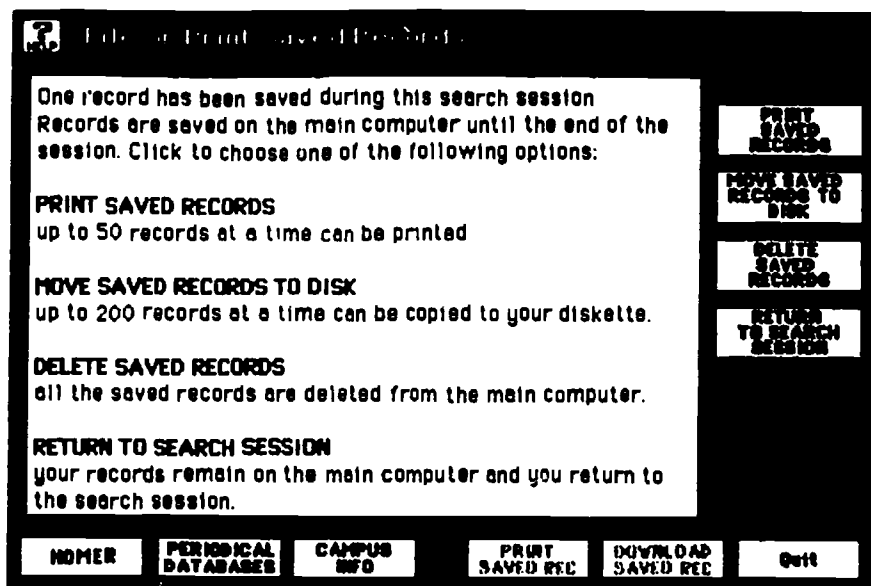 ?
HELP
File or Print Saved Records
One record has been saved during this search session
Records are saved on the main computer until the end of the
session. Click to choose one of the following options:
PRINT SAVED RECORDS
up to 50 records at a time can be printed
MOVE SAVED RECORDS TO DISK
up to 200 records at a time can be copied to your diskette.
DELETE SAVED RECORDS
all the saved records are deleted from the main computer.
RETURN TO SEARCH SESSION
your records remain on the main computer and you return to
the search session.
PRINT
SAVED
RECORDS
MOVE SAVED
RECORDS TO
DISK
DELETE
SAVED
RECORDS
RETURN
TO SEARCH
SESSION
HOMER
PERIODICAL
DATABASES
CAMPUS
INFO
PRINT
SAVED REC
DOWNLOAD
SAVED REC
Quit